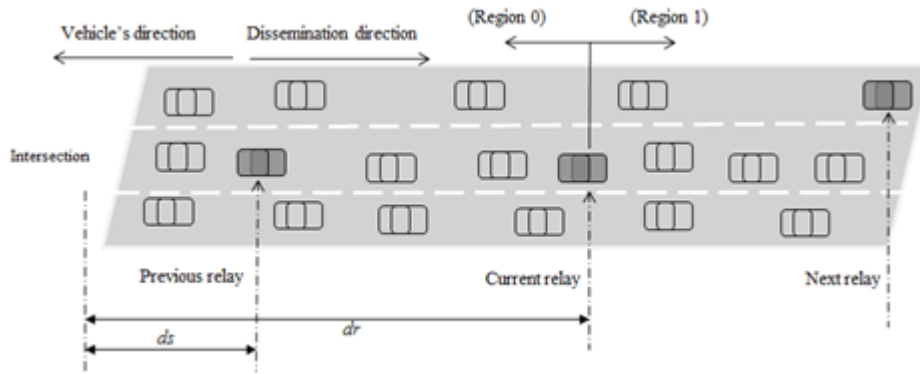 (Region 0)
(Region 1)
Vehicle's direction
Dissemination direction
Intersection
Previous relay
Current relay
Next relay
dr
ds